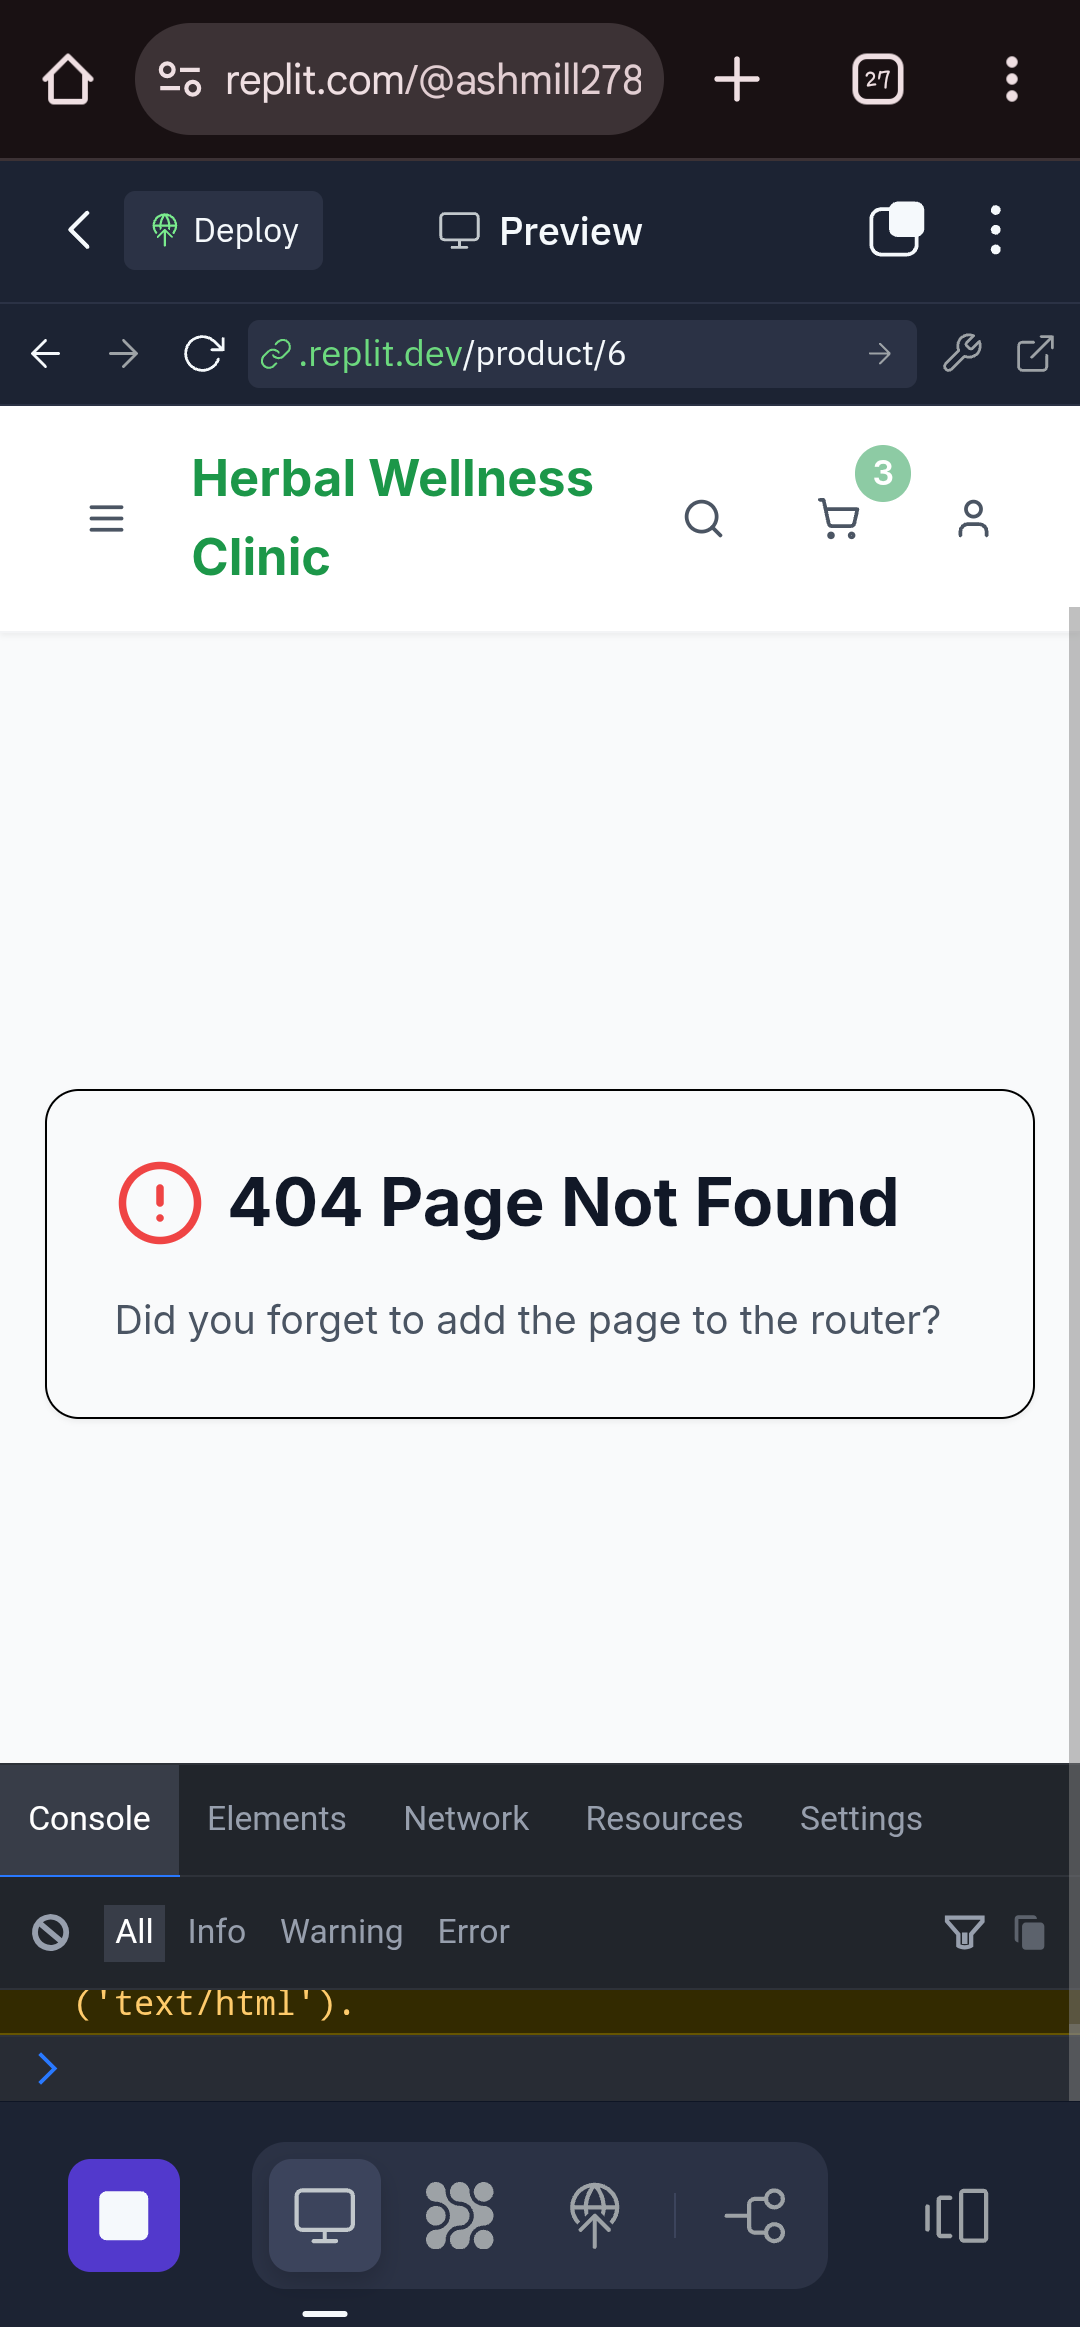 replit.com/@ashmill278
27
Deploy
Preview
.replit.dev/product/6
Herbal Wellness
Clinic
3
404 Page Not Found
Did you forget to add the page to the router?
Console Elements Network Resources Settings
All Info Warning Error
('text/html').